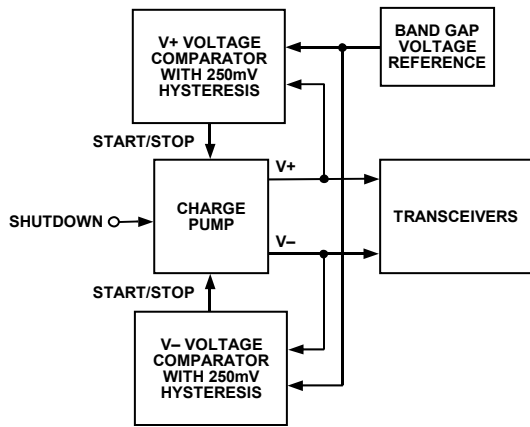 V+ VOLTAGE
COMPARATOR
WITH 250mV
HYSTERESIS
BAND GAP
VOLTAGE
REFERENCE
START/STOP
V+
SHUTDOWN
CHARGE
PUMP
TRANSCEIVERS
V–
START/STOP
V– VOLTAGE
COMPARATOR
WITH 250mV
HYSTERESIS